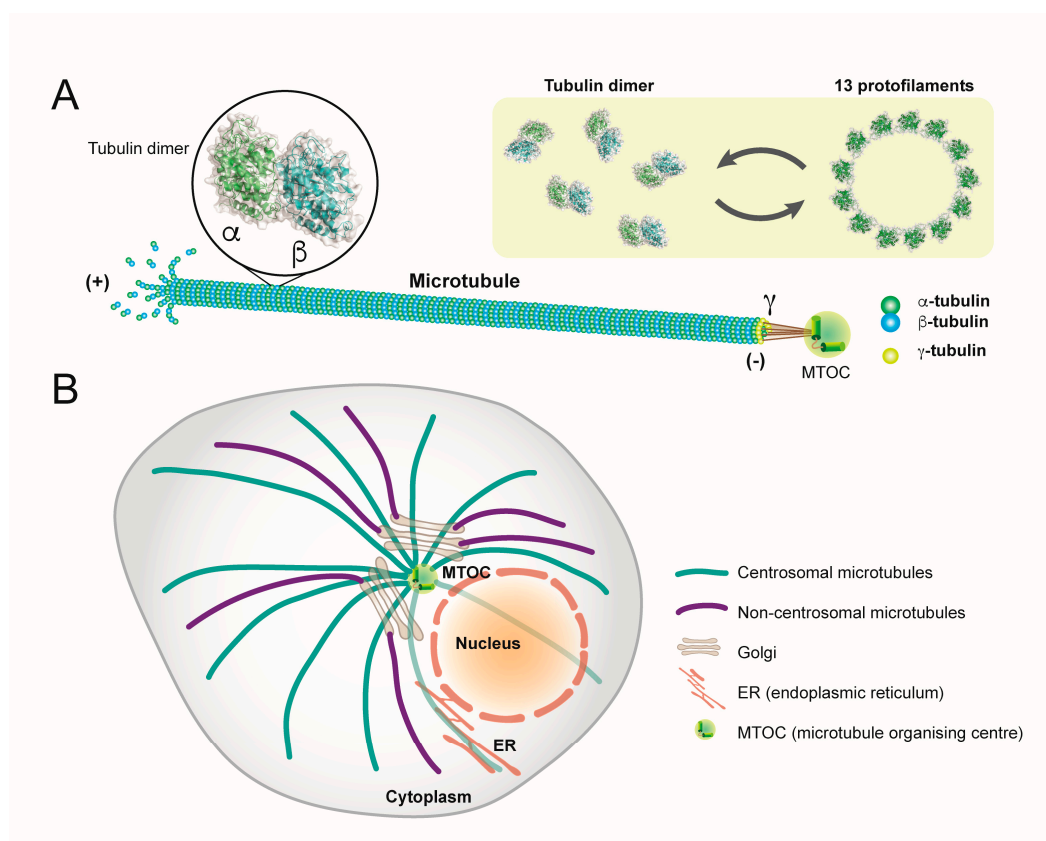 A
Tubulin dimer
13 protofilaments
Tubulin dimer
α
β
(+)
Microtubule
γ
(-)
MTOC
α-tubulin
β-tubulin
γ-tubulin
B
MTOC
Nucleus
ER
Cytoplasm
Centrosomal microtubules
Non-centrosomal microtubules
Golgi
ER (endoplasmic reticulum)
MTOC (microtubule organising centre)